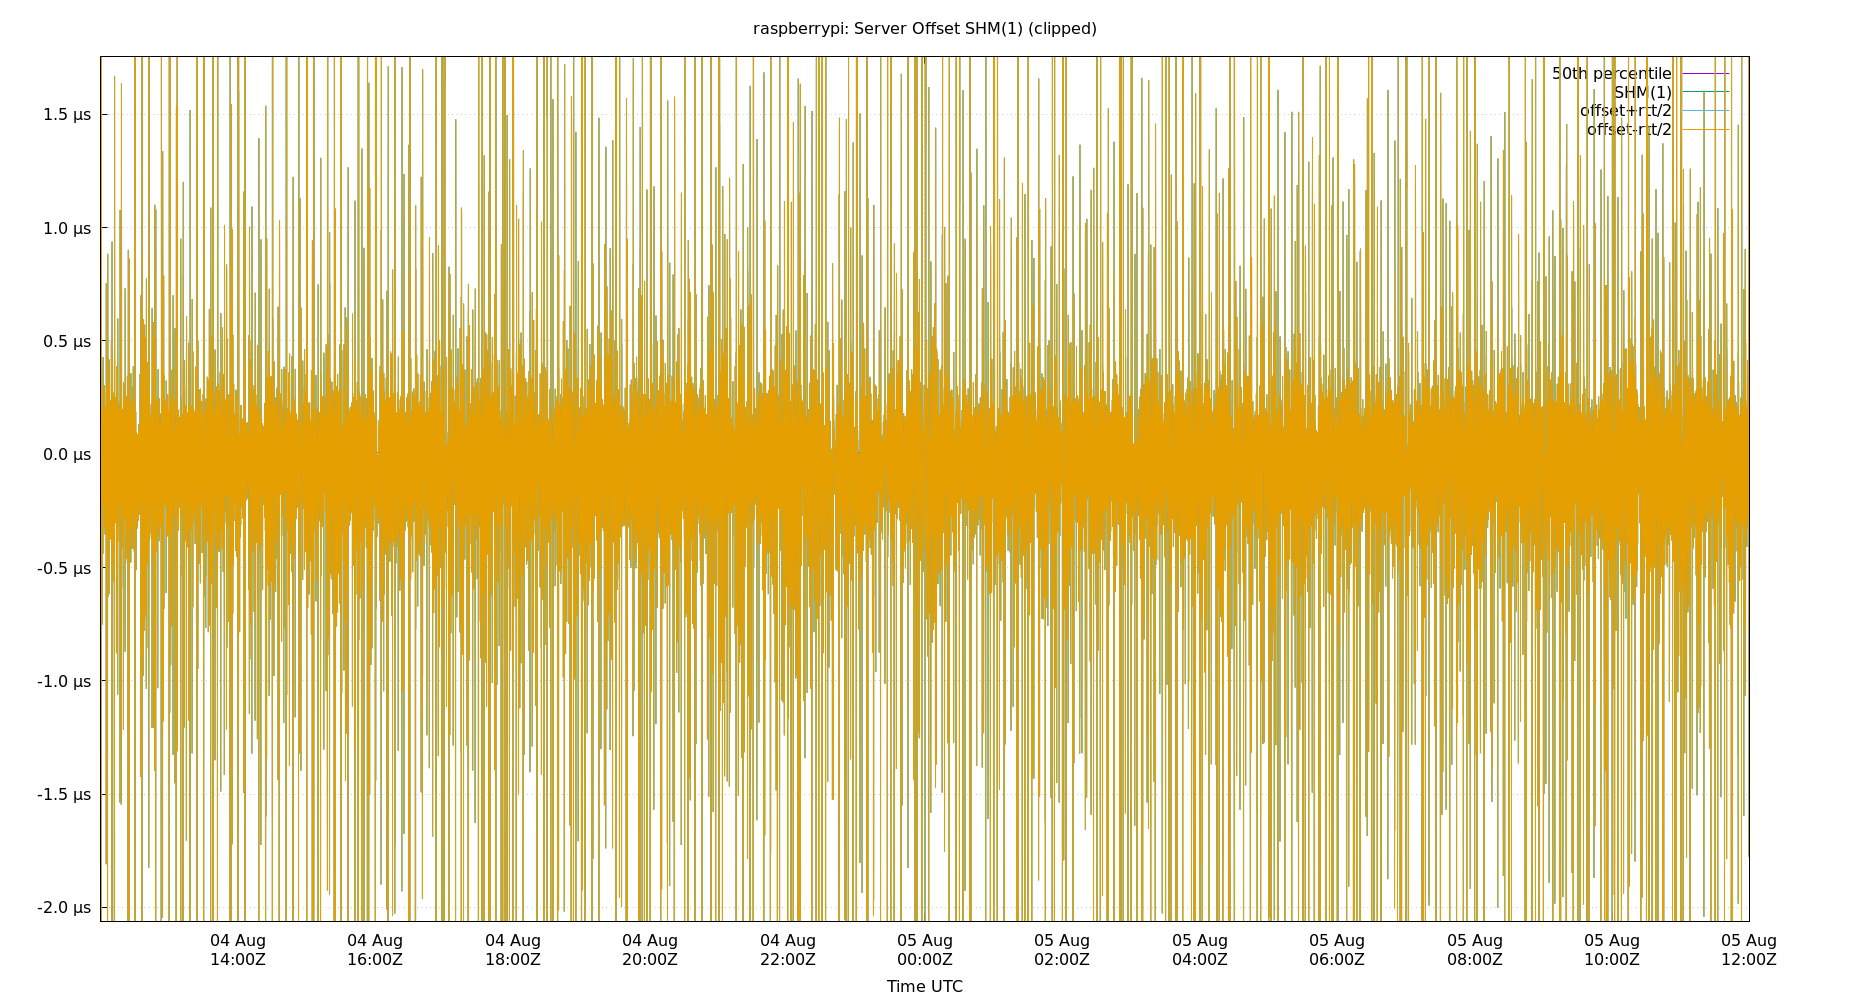 raspberrypi: Server Offset SHM(1) (clipped)
50th percentile
SHM(1)
offset+rtt/2
offset-rtt/2
1.5 µs
1.0 µs
0.5 µs
0.0 µs
-0.5 µs
-1.0 µs
-1.5 µs
-2.0 µs
04 Aug 04 Aug 04 Aug 04 Aug 04 Aug 05 Aug 05 Aug 05 Aug 05 Aug 05 Aug 05 Aug 05 Aug
14:00Z 16:00Z 18:00Z 20:00Z 22:00Z 00:00Z 02:00Z 04:00Z 06:00Z 08:00Z 10:00Z 12:00Z
Time UTC